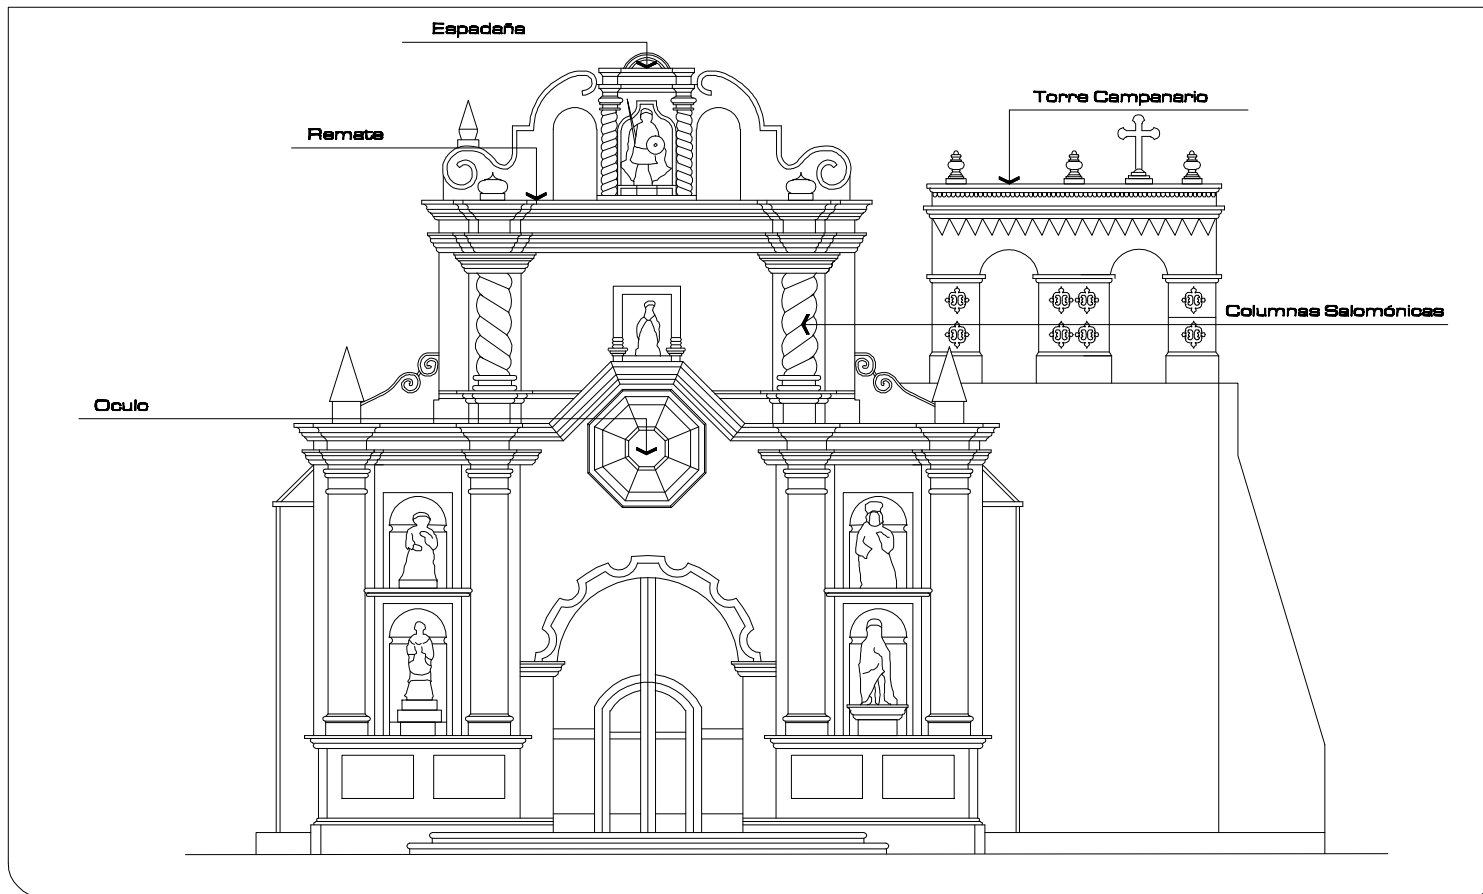 Espadaña
Torre Campanario
Remate
Columnas Salomónicas
Oculo